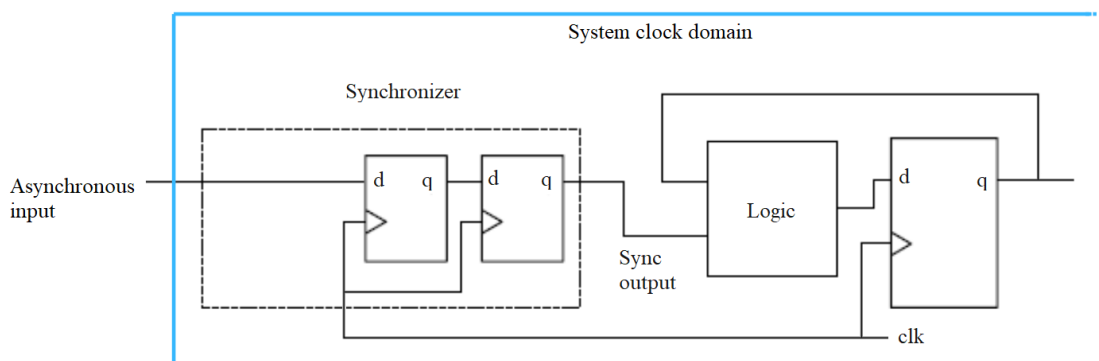 System clock domain
Synchronizer
Asynchronous
input
d
q
d
q
Logic
d
q
Sync
output
clk